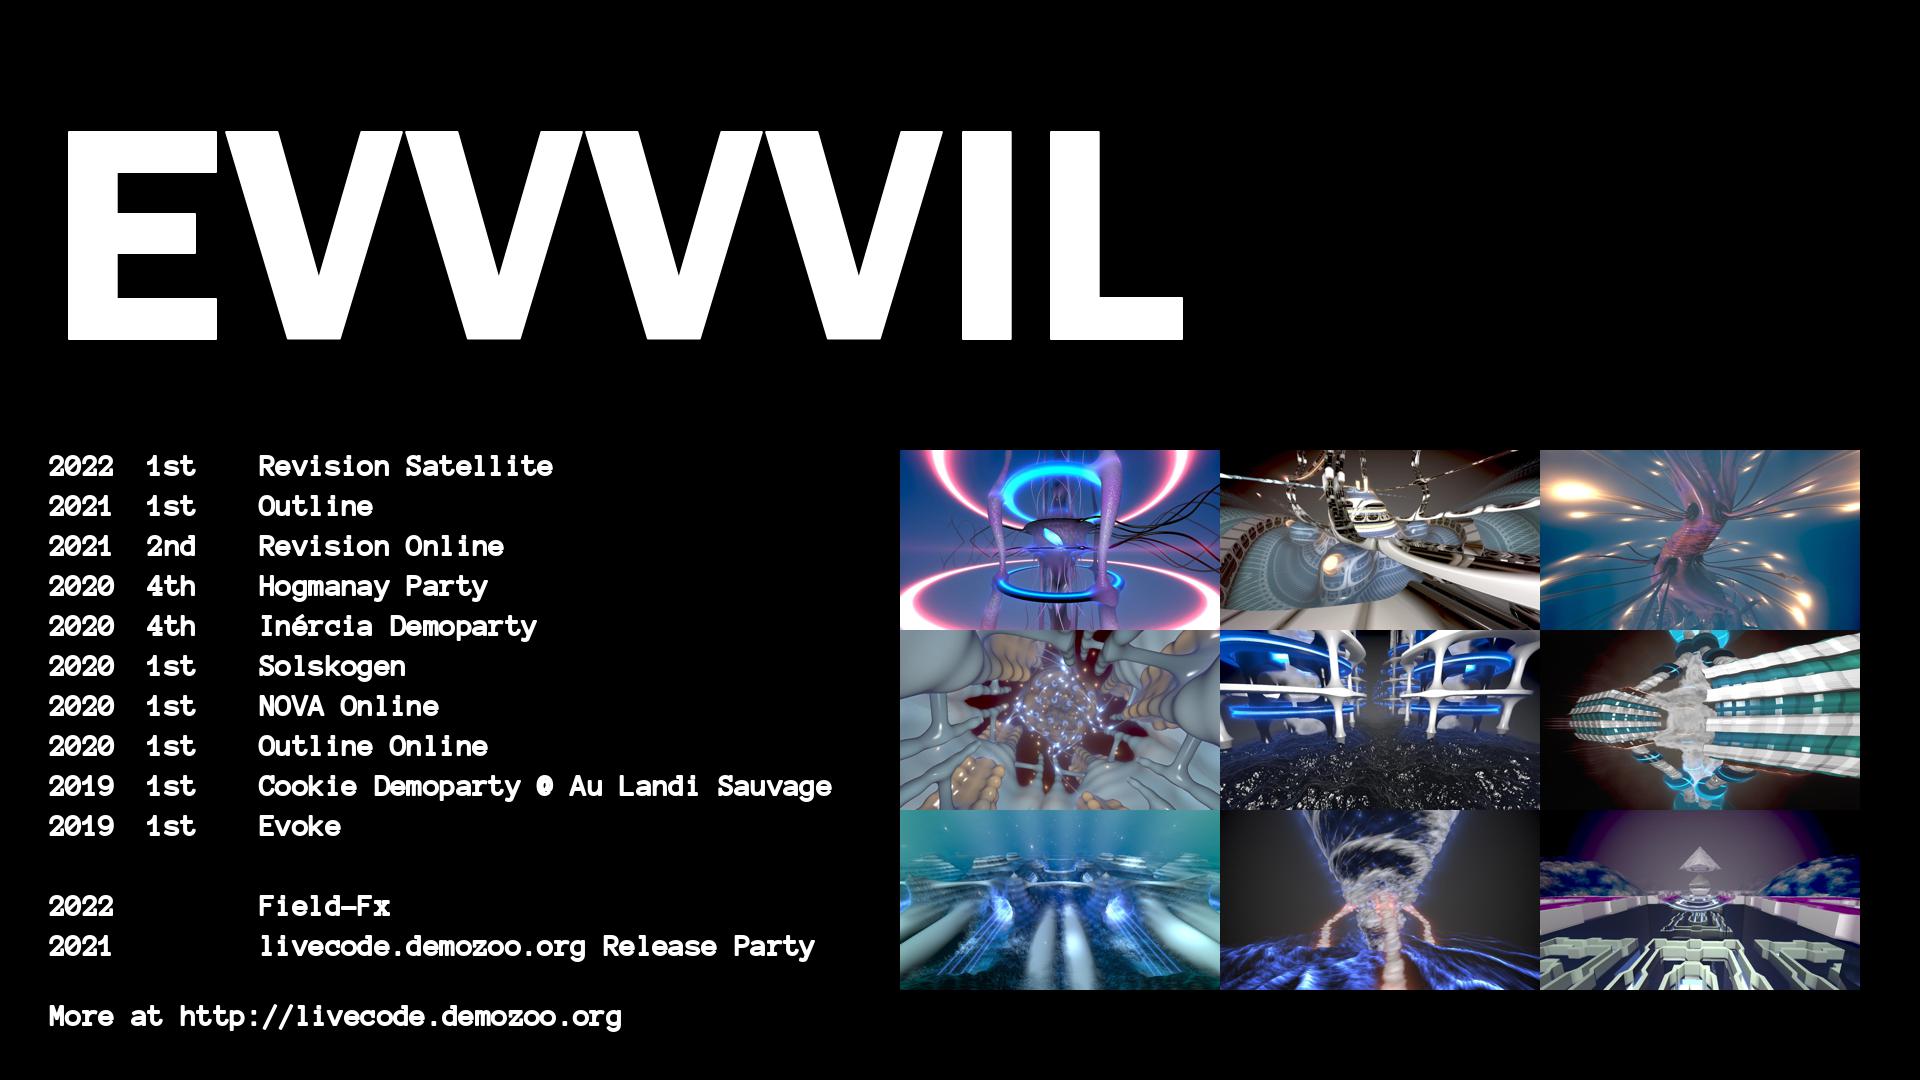 EVVVVIL
2022 1st Revision Satellite
2021 1st Outline
2021 2nd Revision Online
2020 4th Hogmanay Party
2020 4th Inércia Demoparty
2020 1st Solskogen
2020 1st NOVA Online
2020 1st Outline Online
2019 1st Cookie Demoparty @ Au Landi Sauvage
2019 1st Evoke
2022 Field-Fx
2021 livecode.demozoo.org Release Party
More at http://livecode.demozoo.org